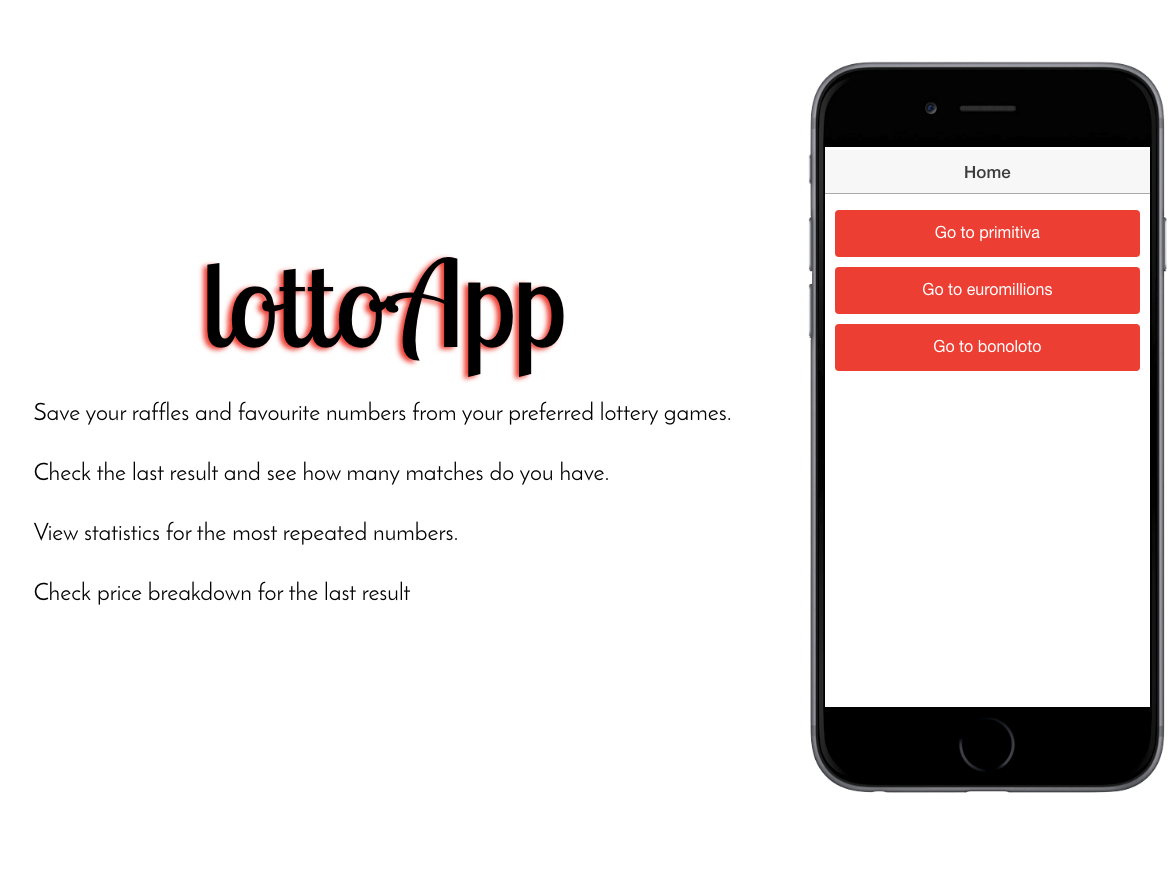 lottoApp
Save your raffles and favourite numbers from your preferred lottery games.
Check the last result and see how many matches do you have.
View statistics for the most repeated numbers.
Check price breakdown for the last result
Home
Go to primitiva
Go to euromillions
Go to bonoloto